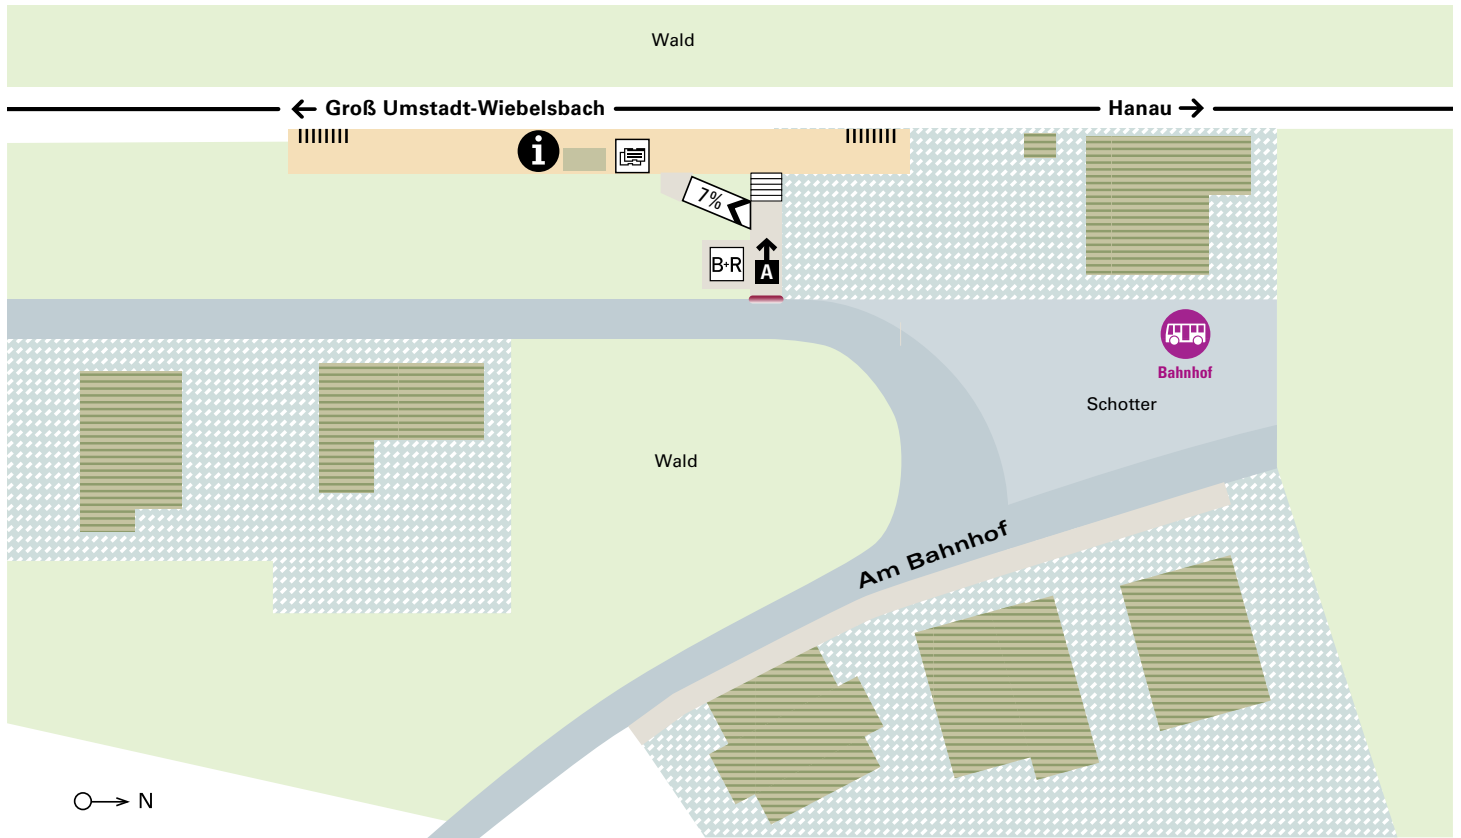 Wald
Groß Umstadt-Wiebelsbach
Hanau
i
7%
B+R
A
Bahnhof
Schotter
Wald
Am Bahnhof
N